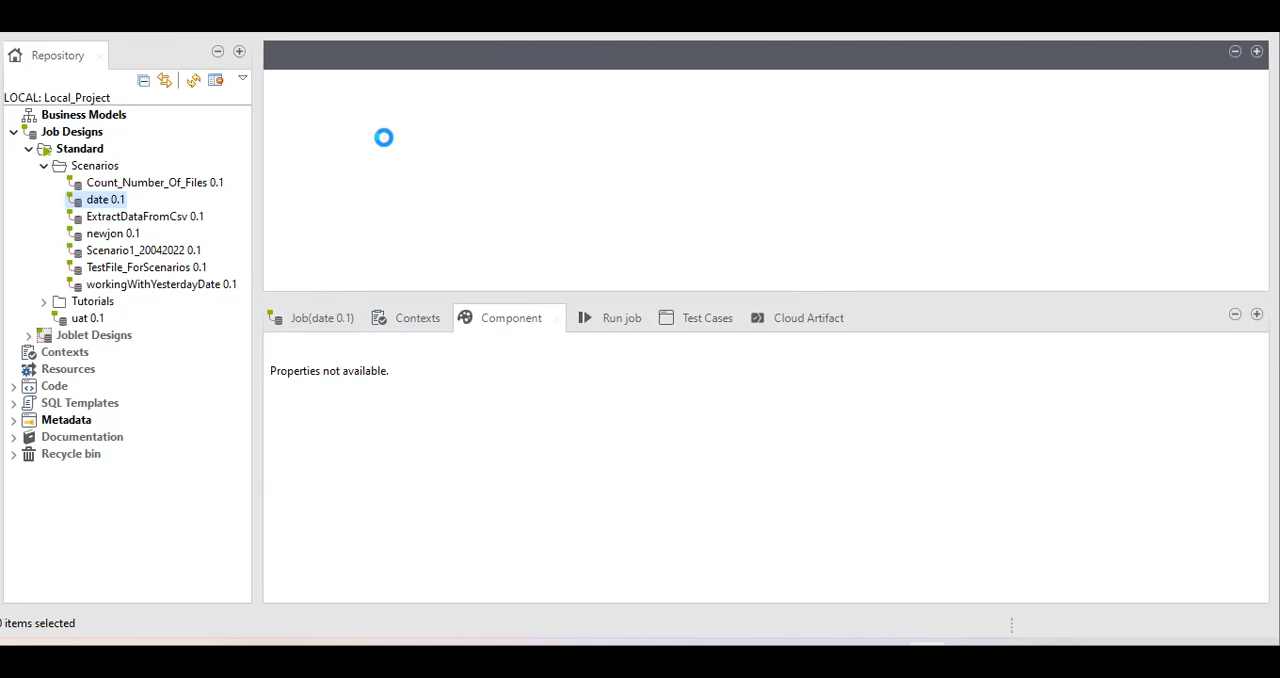 Repository
LOCAL: Local_Project
Business Models
Job Designs
Standard
Scenarios
Count_Number_Of_Files 0.1
date 0.1
ExtractDataFromCsv 0.1
newjon 0.1
Scenario1_20042022 0.1
TestFile_ForScenarios 0.1
workingWithYesterdayDate 0.1
Tutorials
uat 0.1
Joblet Designs
Contexts
Resources
Code
SQL Templates
Metadata
Documentation
Recycle bin
Job(date 0.1) Contexts Component Run job Test Cases Cloud Artifact
Properties not available.
0 items selected